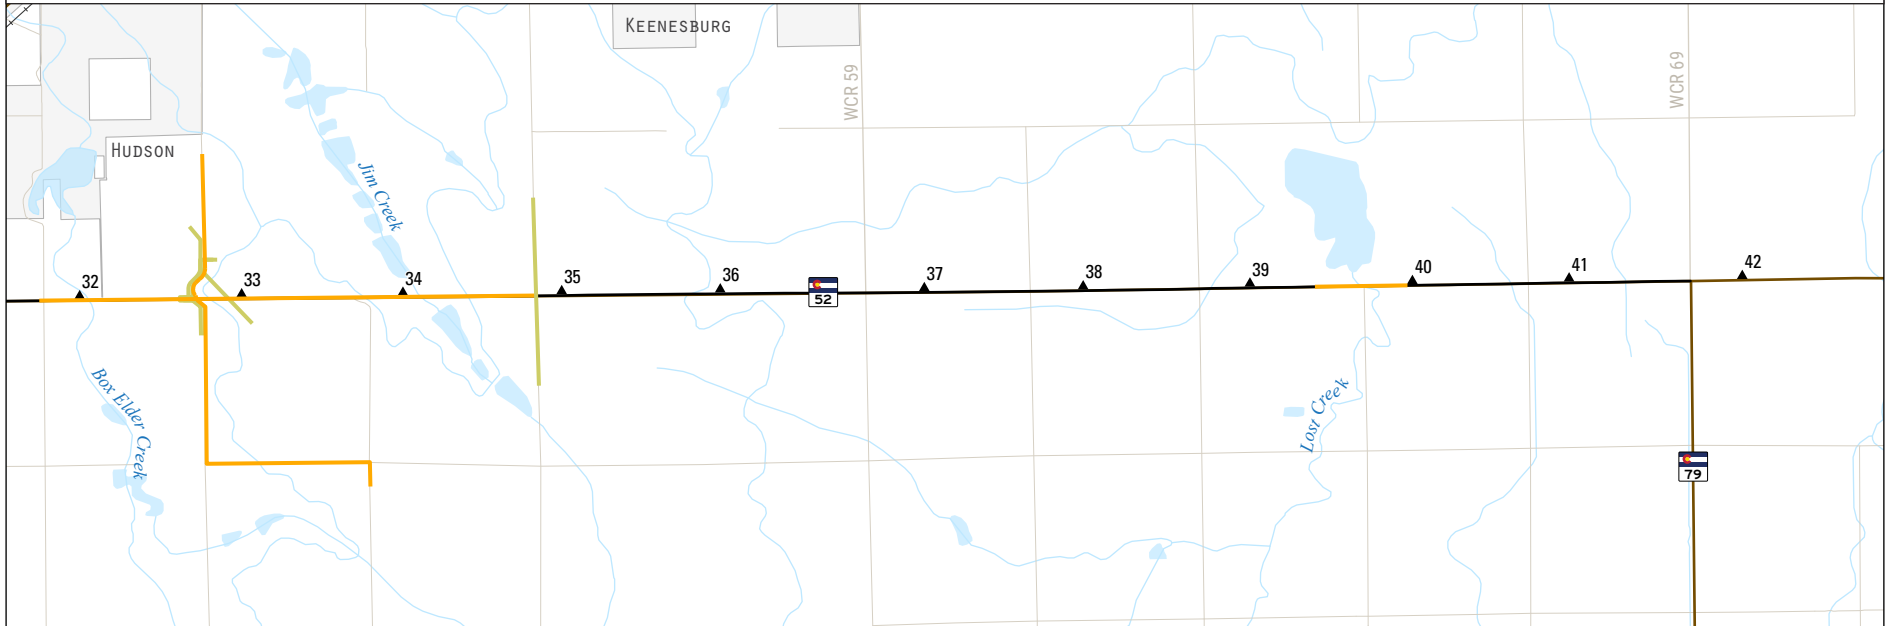 KEENESBURG
WCR 59
WCR 69
HUDSON
Jim Creek
32
33
34
35
36
52
37
38
39
40
41
42
Box Elder Creek
Lost Creek
79